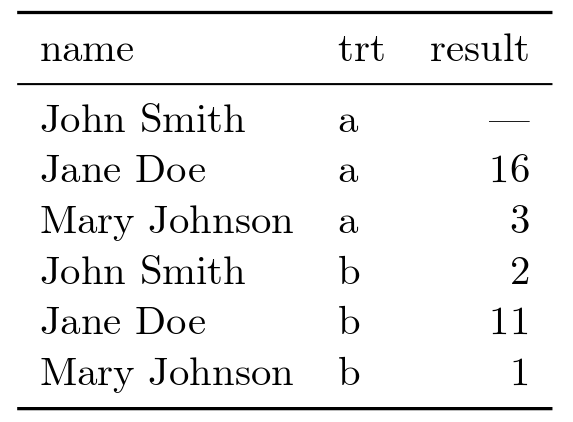 name trt result
John Smith a —
Jane Doe a 16
Mary Johnson a 3
John Smith b 2
Jane Doe b 11
Mary Johnson b 1